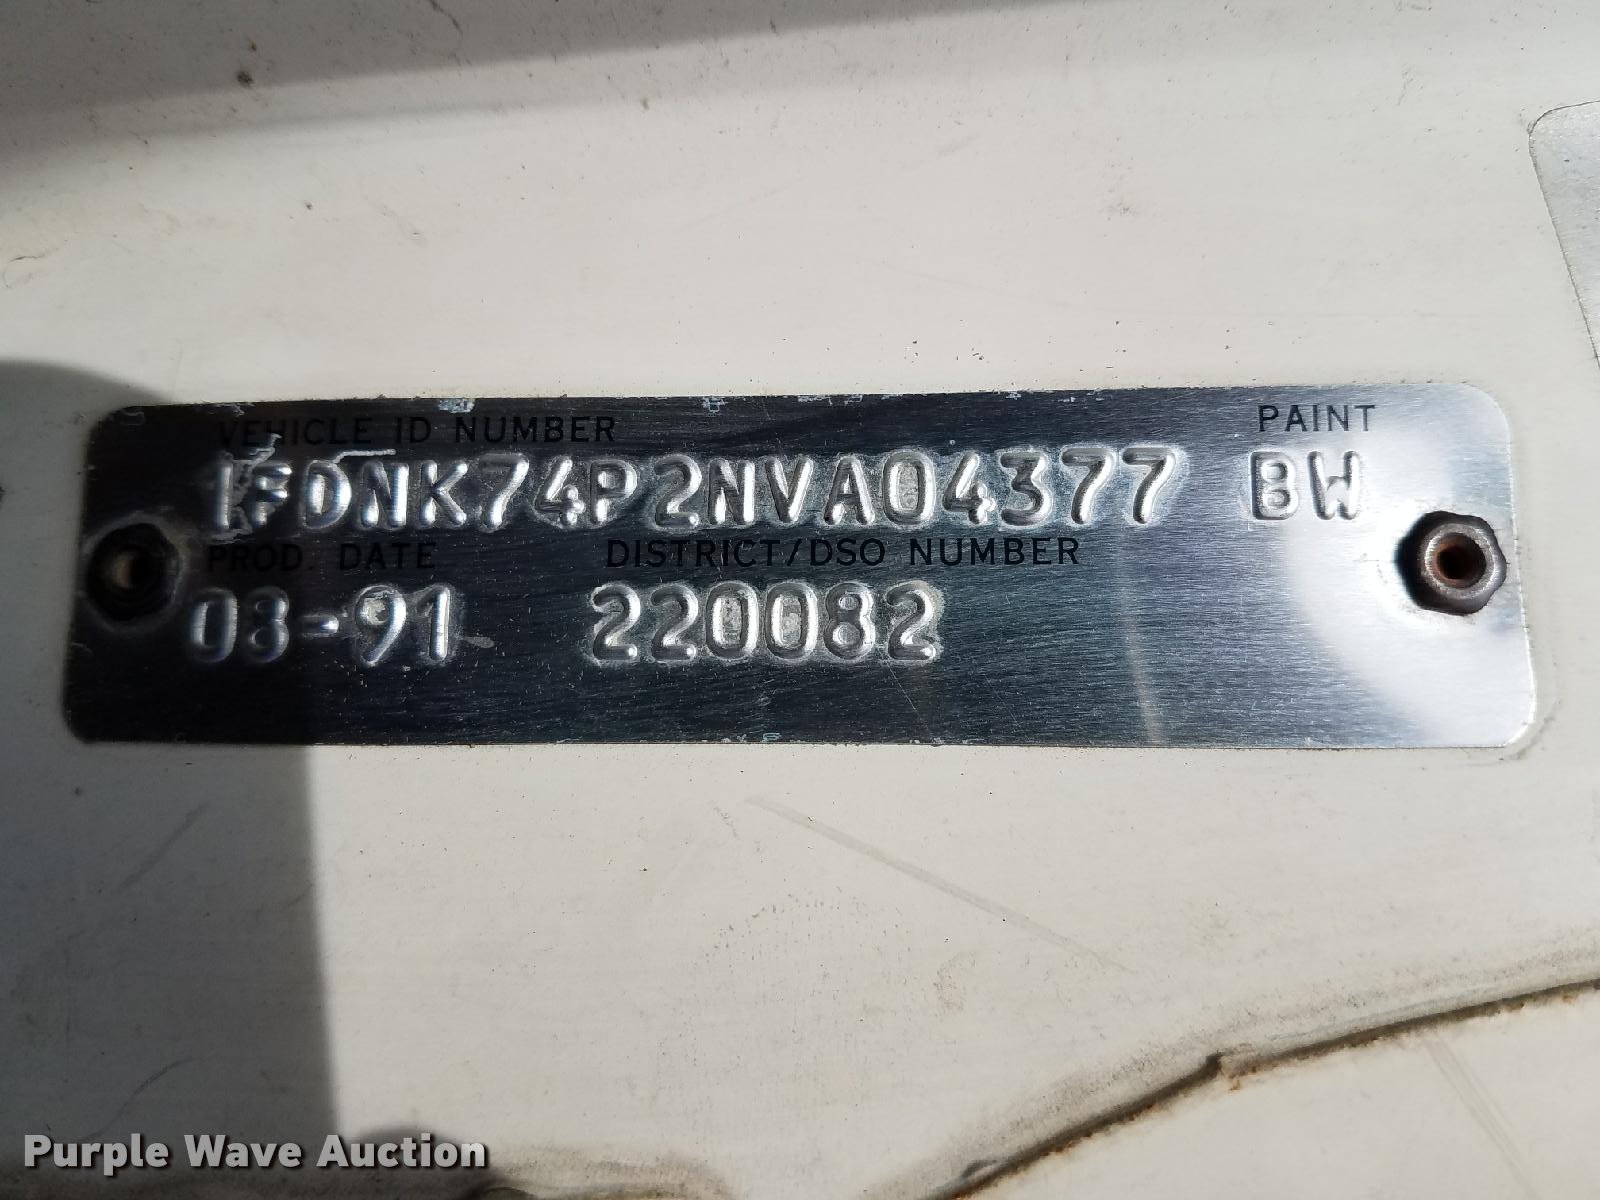 VEHICLE ID NUMBER PAINT
1FDNK74P2NVA04377 BW
PROD. DATE DISTRICT/DSO NUMBER
08-91 220082
Purple Wave Auction